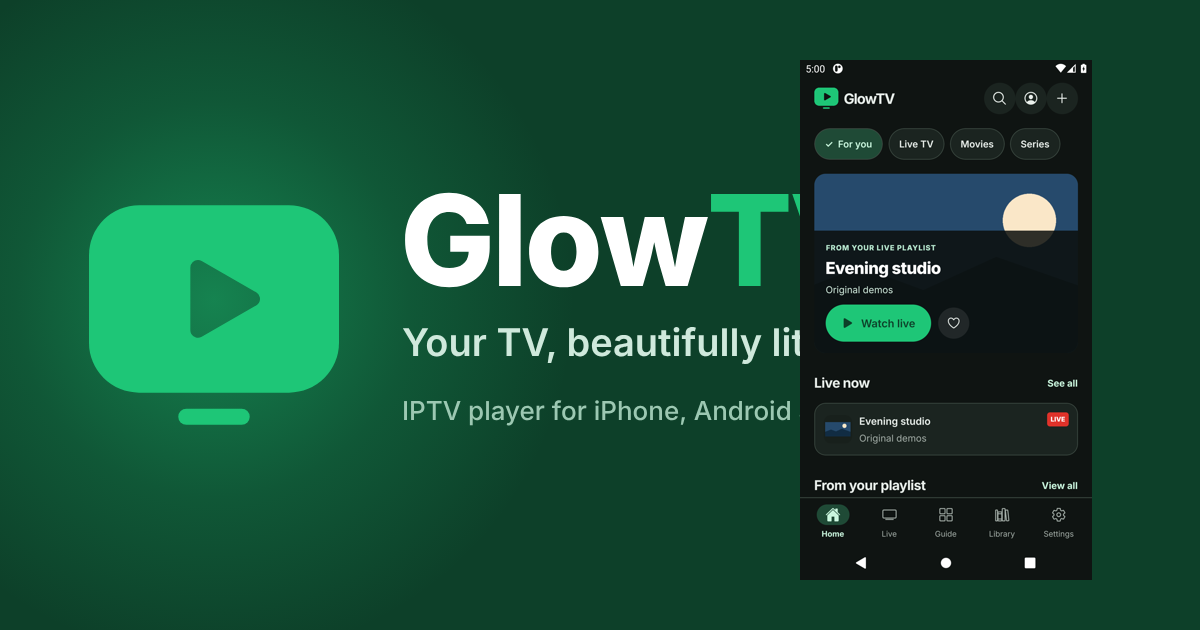 GlowT
Your TV, beautifully
IPTV player for iPhone, Android
5:00
GlowTV
For you
Live TV
Movies
Series
FROM YOUR LIVE PLAYLIST
Evening studio
Original demos
Watch live
Live now
See all
Evening studio
LIVE
Original demos
From your playlist
View all
Home
Live
Guide
Library
Settings